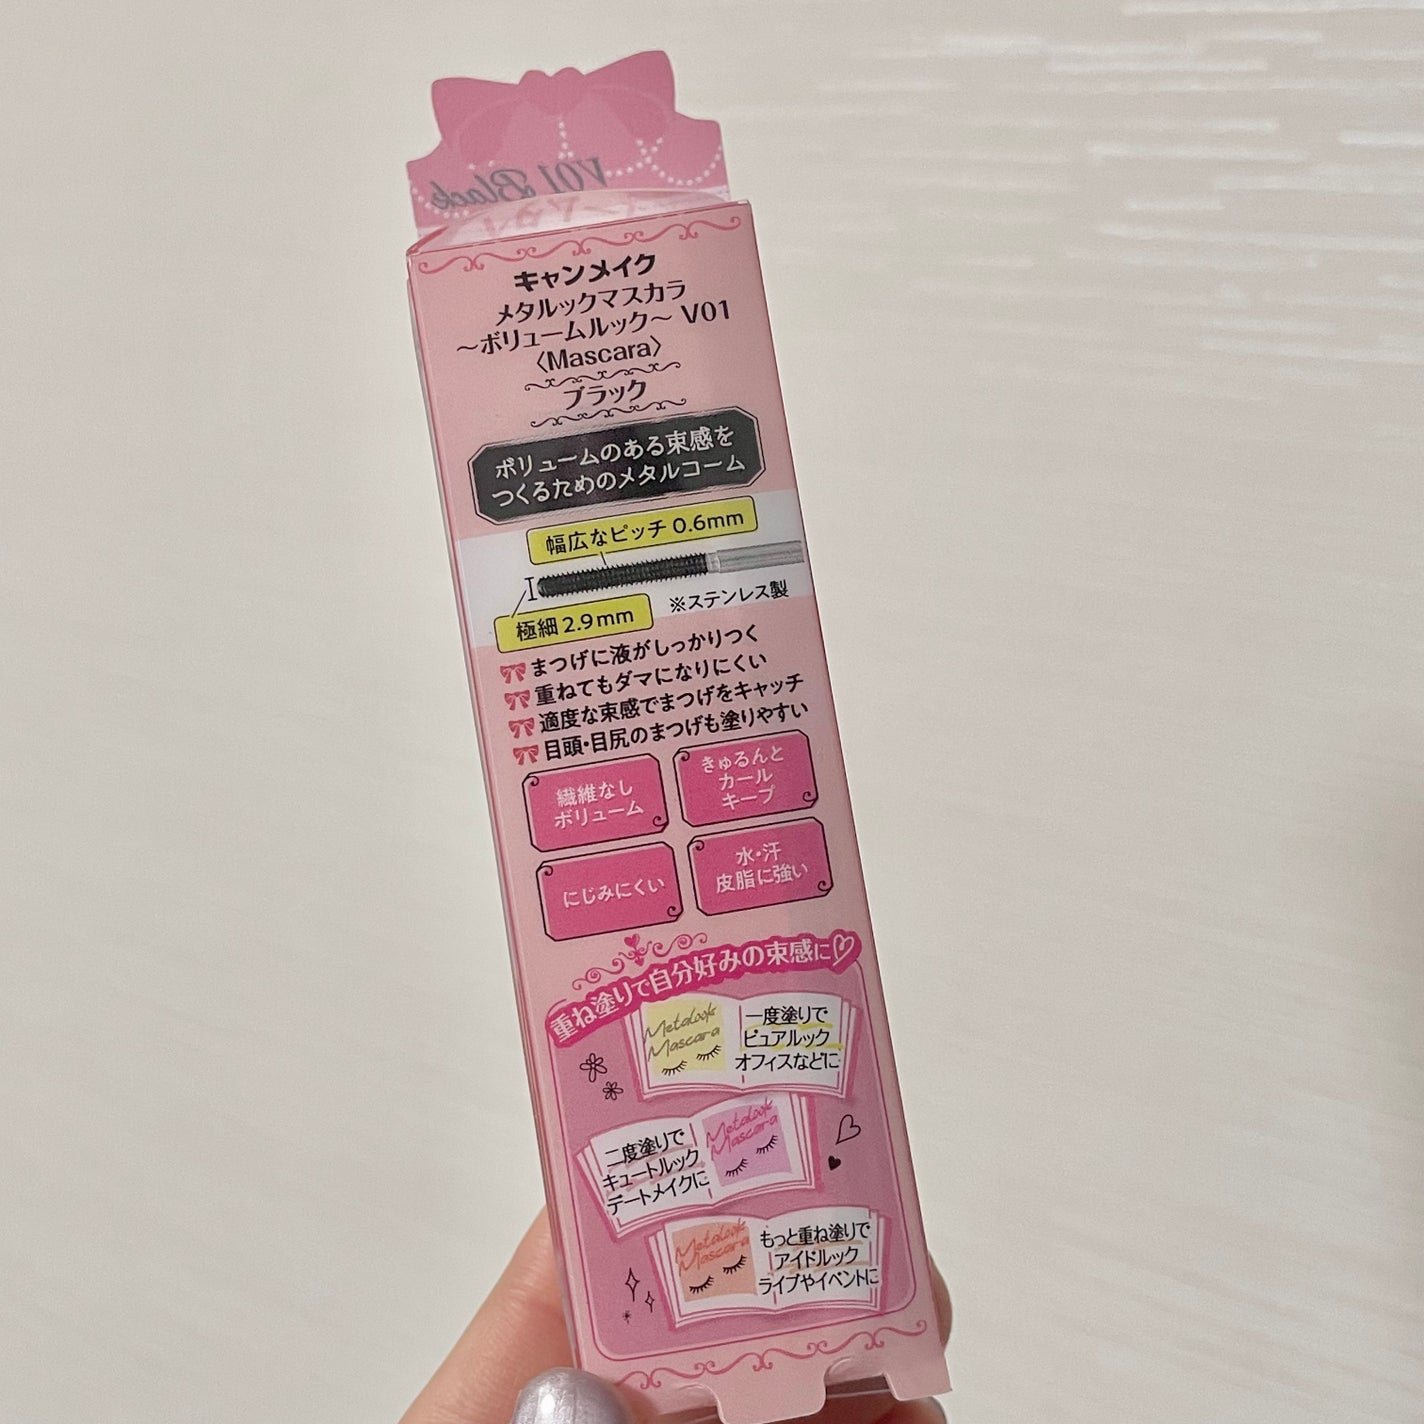 V01 Black
キャンメイク
メタルックマスカラ
～ボリュームルック～ V01
〈Mascara〉
ブラック
ボリュームのある束感を
つくるためのメタルコーム
幅広なピッチ 0.6mm
極細 2.9mm
※ステンレス製
まつげに液がしっかりつく
重ねてもダマになりにくい
適度な束感でまつげをキャッチ
目頭・目尻のまつげも塗りやすい
繊維なし
ボリューム
きゅるんと
カール
キープ
にじみにくい
水・汗
皮脂に強い
重ね塗りで自分好みの束感に♡
Metalook
Mascara
一度塗りで
ピュアルック
オフィスなどに
二度塗りで
キュートルック
デートメイクに
Metalook
Mascara
Metalook
Mascara
もっと重ね塗りで
アイドルック
ライブやイベントに